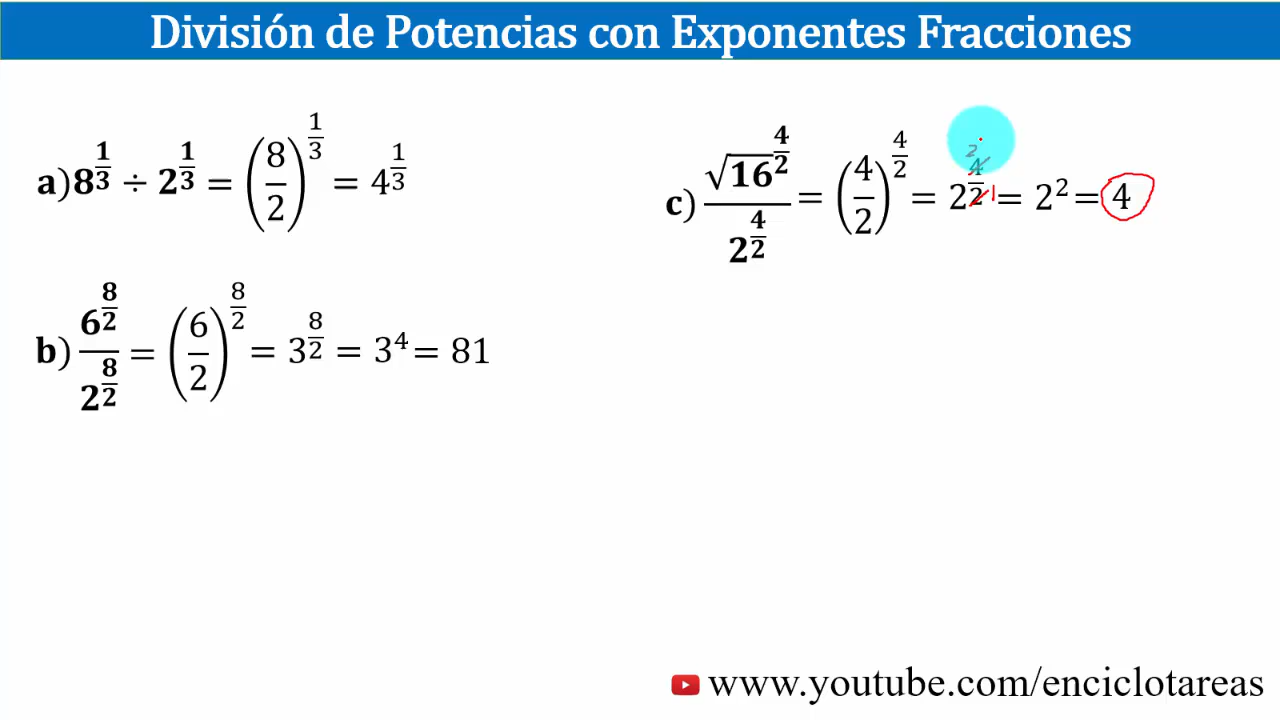 División de Potencias con Exponentes Fracciones
a) 8^(1/3) ÷ 2^(1/3) = (8/2)^(1/3) = 4^(1/3)
b) 6^(8/2) / 2^(8/2) = (6/2)^(8/2) = 3^(8/2) = 3^4 = 81
c) √16^(4/2) / 2^(4/2) = (4/2)^(4/2) = 2^(4/2) 2 1 = 2^2 = 4
www.youtube.com/enciclotareas